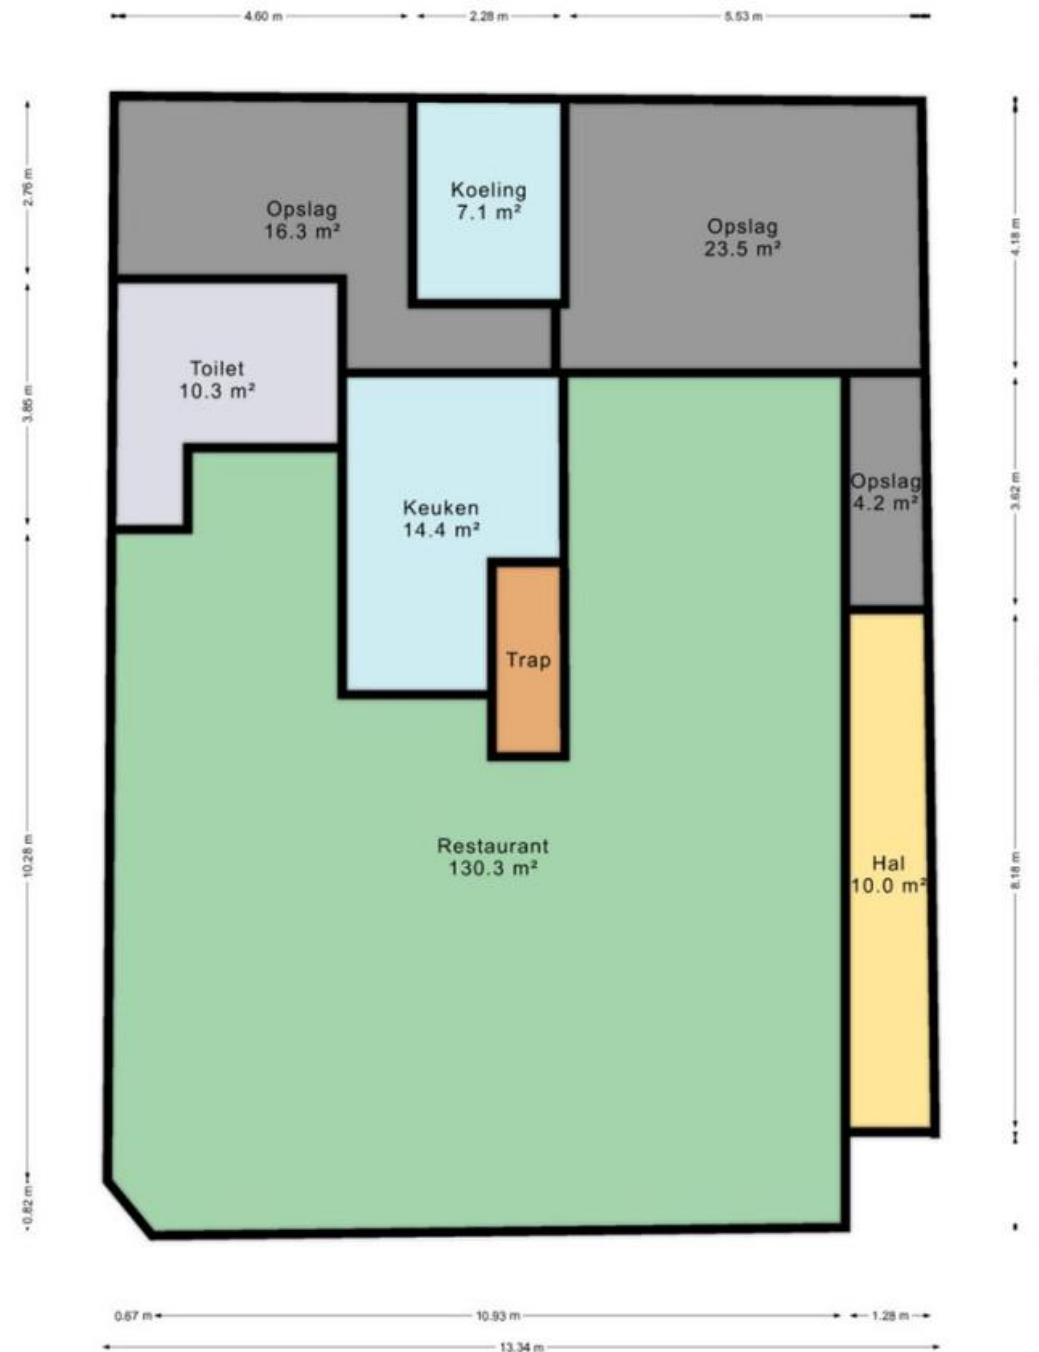 4.60 m
2.28 m
5.53 m
2.76 m
4.18 m
Koeling
7.1 m²
Opslag
16.3 m²
Opslag
23.5 m²
Toilet
10.3 m²
3.85 m
Opslag
4.2 m²
3.62 m
Keuken
14.4 m²
Trap
Restaurant
130.3 m²
Hal
10.0 m²
10.28 m
8.18 m
0.82 m
0.67 m
10.93 m
1.28 m
13.34 m